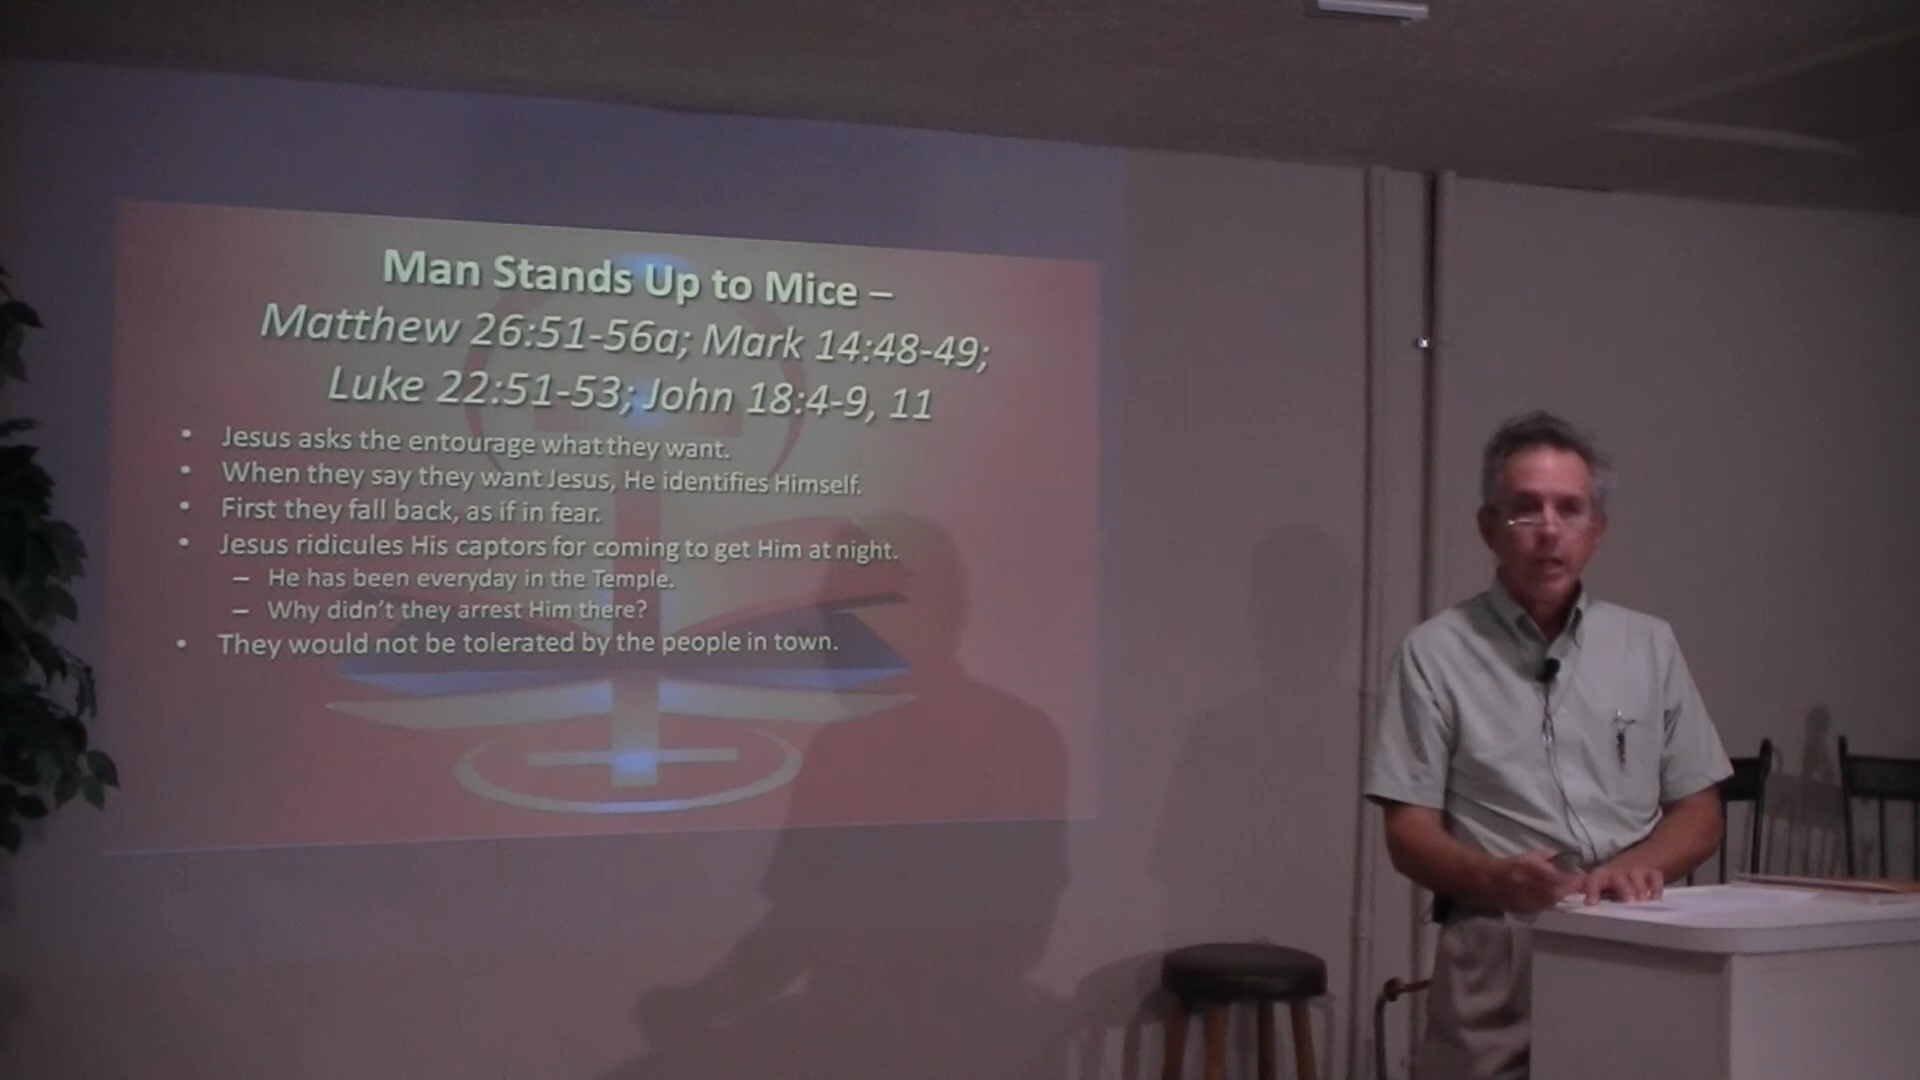 Man Stands Up to Mice –
Matthew 26:51-56a; Mark 14:48-49;
Luke 22:51-53; John 18:4-9, 11
• Jesus asks the entourage what they want.
• When they say they want Jesus, He identifies Himself.
• First they fall back, as if in fear.
• Jesus ridicules His captors for coming to get Him at night.
– He has been everyday in the Temple.
– Why didn't they arrest Him there?
• They would not be tolerated by the people in town.